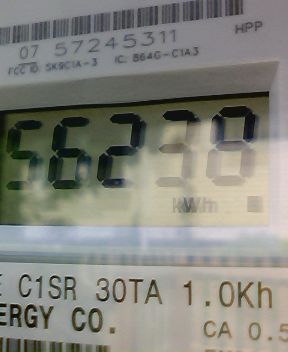 07 57245311
HPP
FCC ID: SK9C1A-3 IC: 864G-C1A3
56238
kWh
C1SR 30TA 1.0Kh
ERGY CO.
CA 0.5